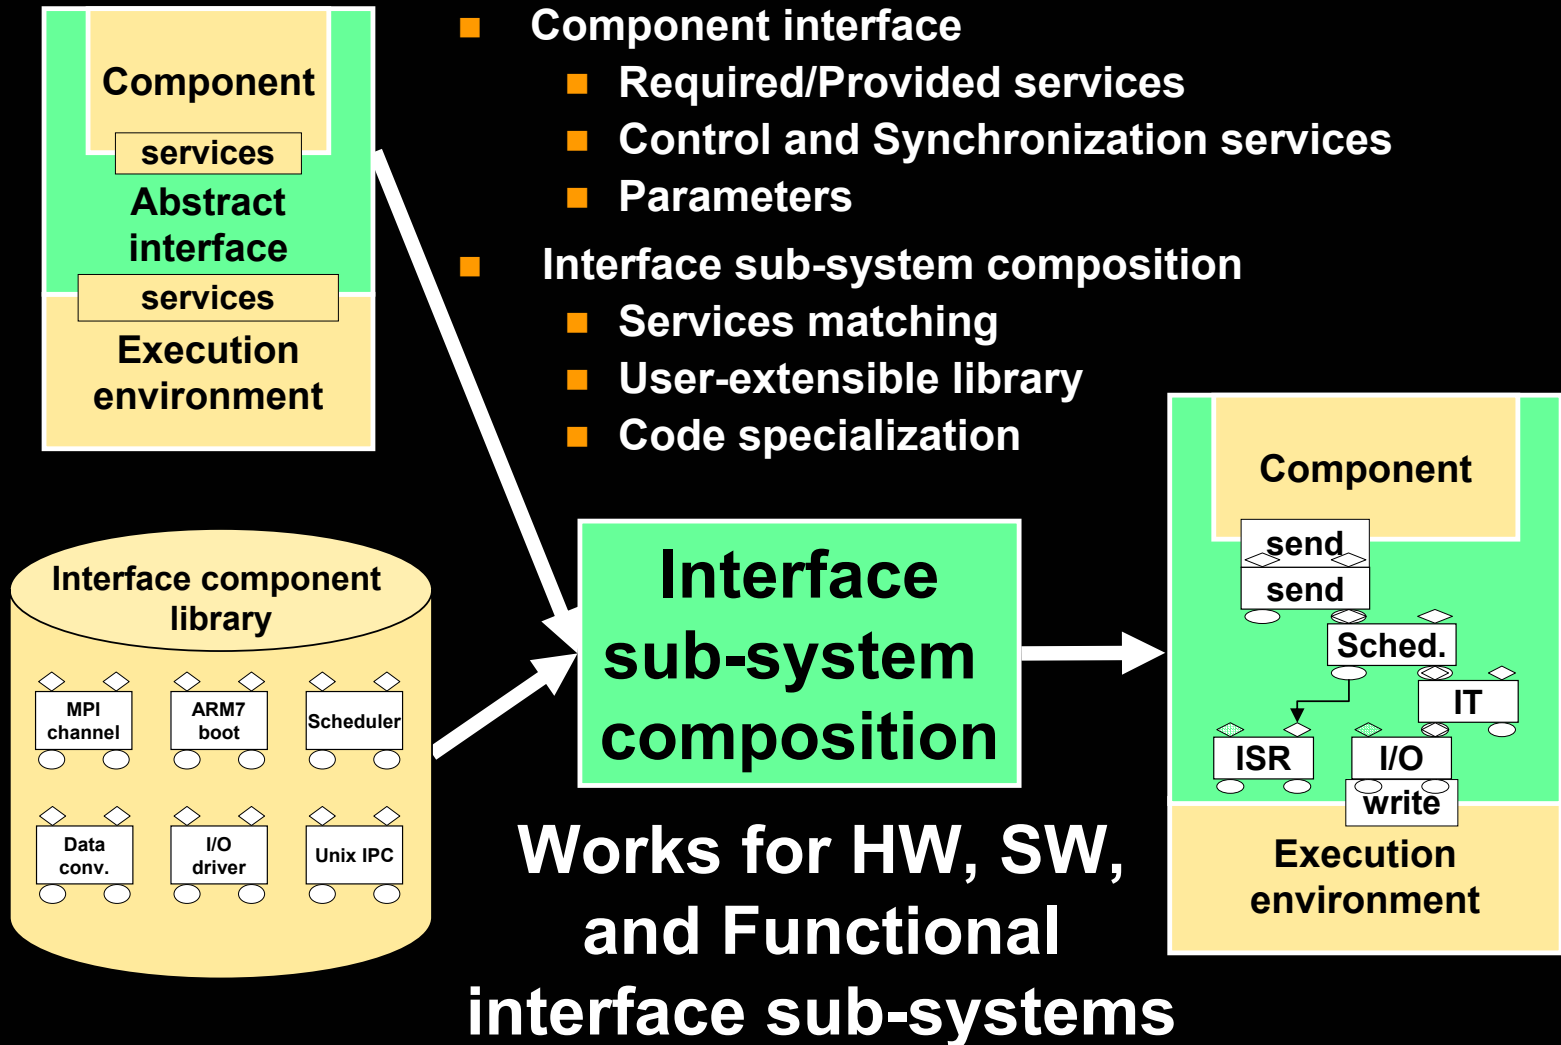 Component
services
Abstract
interface
services
Execution
environment
Component interface
Required/Provided services
Control and Synchronization services
Parameters
Interface sub-system composition
Services matching
User-extensible library
Code specialization
Interface component
library
MPI
channel
ARM7
boot
Scheduler
Data
conv.
I/O
driver
Unix IPC
Interface
sub-system
composition
Works for HW, SW,
and Functional
interface sub-systems
Component
send
send
Sched.
IT
ISR
I/O
write
Execution
environment